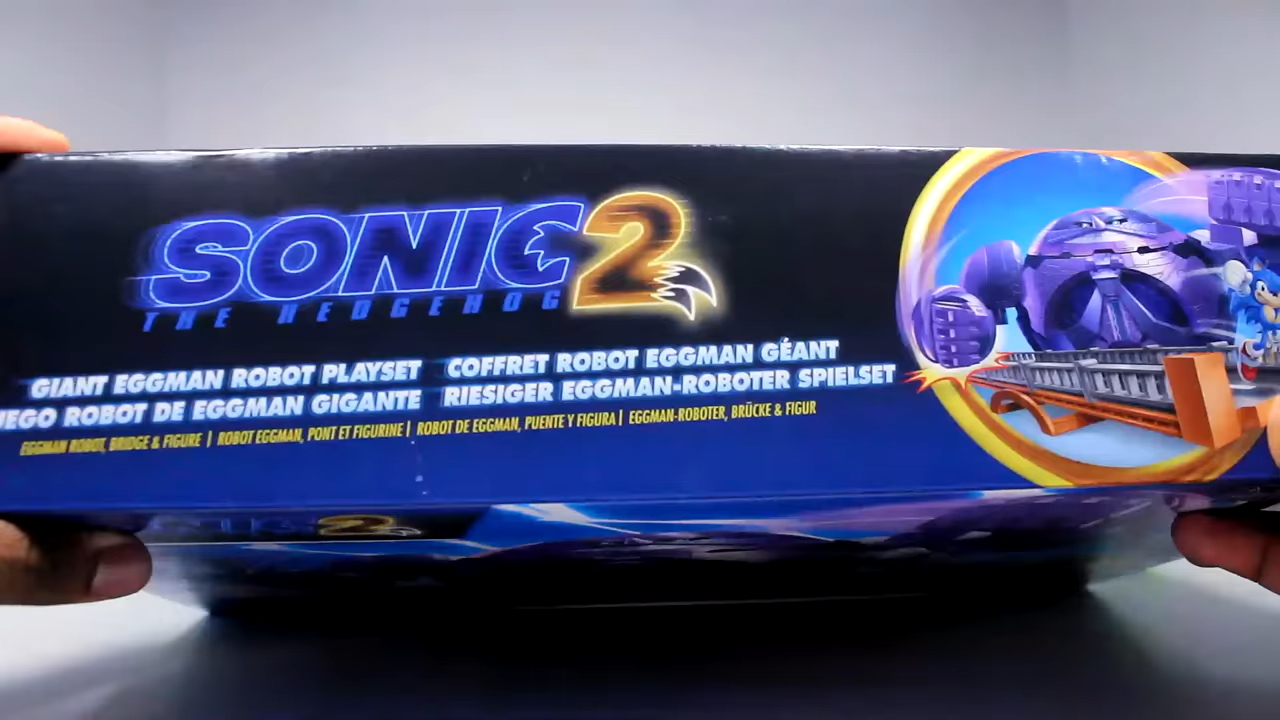 SONIC 2
THE HEDGEHOG
GIANT EGGMAN ROBOT PLAYSET
COFFRET ROBOT EGGMAN GÉANT
ROBOT DE EGGMAN GIGANTE
RIESIGER EGGMAN-ROBOTER SPIELSET
EGGMAN ROBOT, BRIDGE & FIGURE | ROBOT EGGMAN, PONT ET FIGURINE | ROBOT DE EGGMAN, PUENTE Y FIGURA | EGGMAN-ROBOTER, BRÜCKE & FIGUR
2